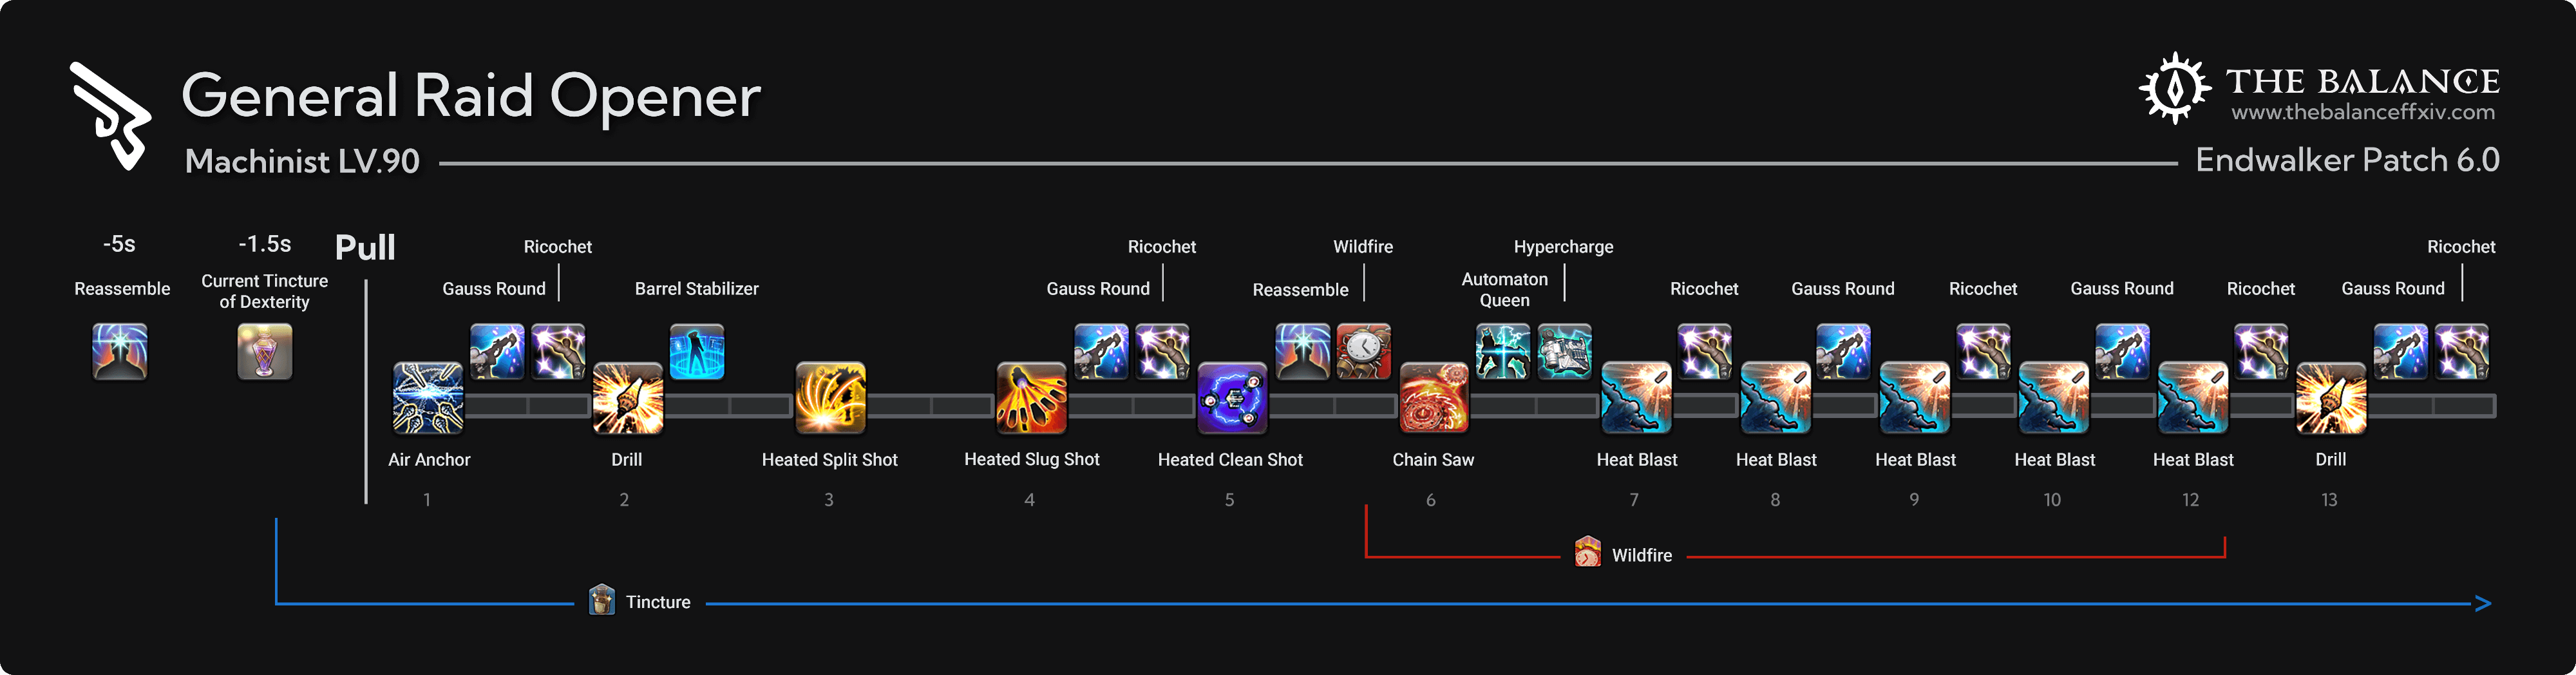 General Raid Opener
THE BALANCE
www.thebalanceffxiv.com
Machinist LV.90
Endwalker Patch 6.0
-5s
-1.5s
Pull
Reassemble
Current Tincture
of Dexterity
Gauss Round
Ricochet
Barrel Stabilizer
Gauss Round
Ricochet
Reassemble
Wildfire
Automaton
Queen
Hypercharge
Ricochet
Gauss Round
Ricochet
Gauss Round
Ricochet
Gauss Round
Ricochet
Air Anchor
Drill
Heated Split Shot
Heated Slug Shot
Heated Clean Shot
Chain Saw
Heat Blast
Heat Blast
Heat Blast
Heat Blast
Heat Blast
Drill
1
2
3
4
5
6
7
8
9
10
12
13
Wildfire
Tincture